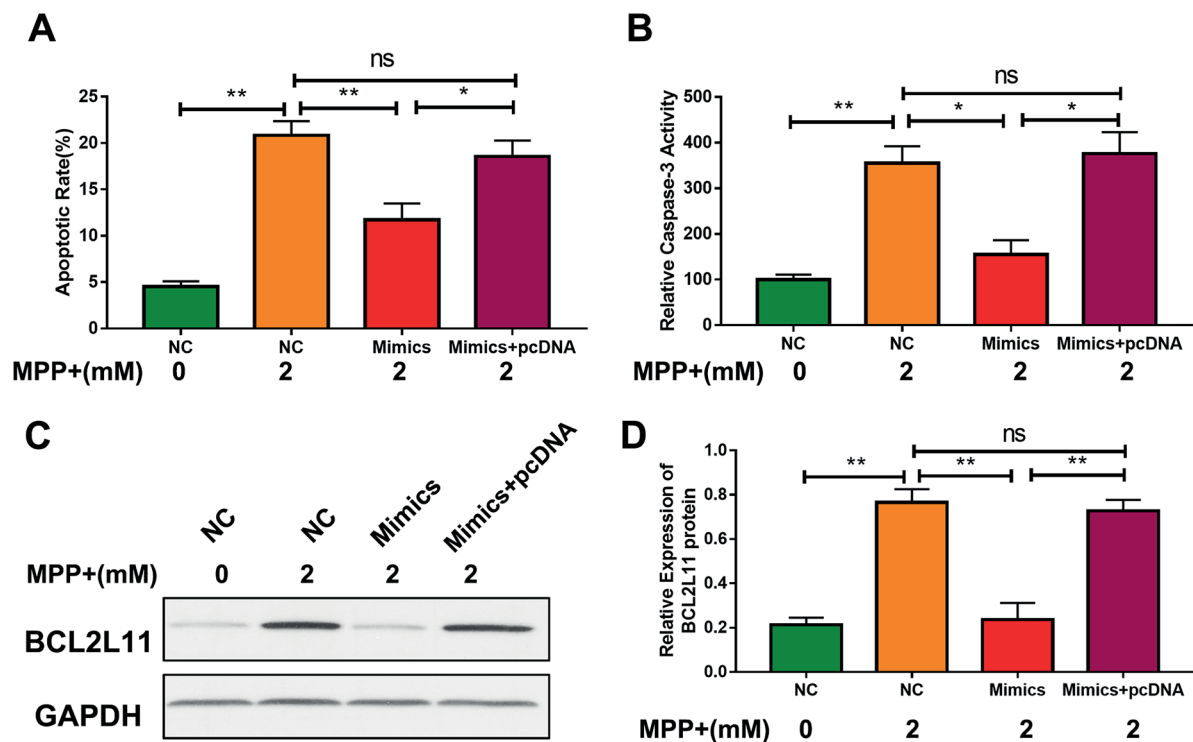 A
ns
**
**
*
Apoptotic Rate(%)
25
20
15
10
5
0
NC
NC
Mimics
Mimics+pcDNA
MPP+(mM)
0
2
2
2
B
ns
**
*
*
Relative Caspase-3 Activity
500
400
300
200
100
0
NC
NC
Mimics
Mimics+pcDNA
MPP+(mM)
0
2
2
2
C
NC
NC
Mimics
Mimics+pcDNA
MPP+(mM)
0
2
2
2
BCL2L11
GAPDH
D
ns
**
**
**
Relative Expression of
BCL2L11 protein
1.0
0.8
0.6
0.4
0.2
0.0
NC
NC
Mimics
Mimics+pcDNA
MPP+(mM)
0
2
2
2